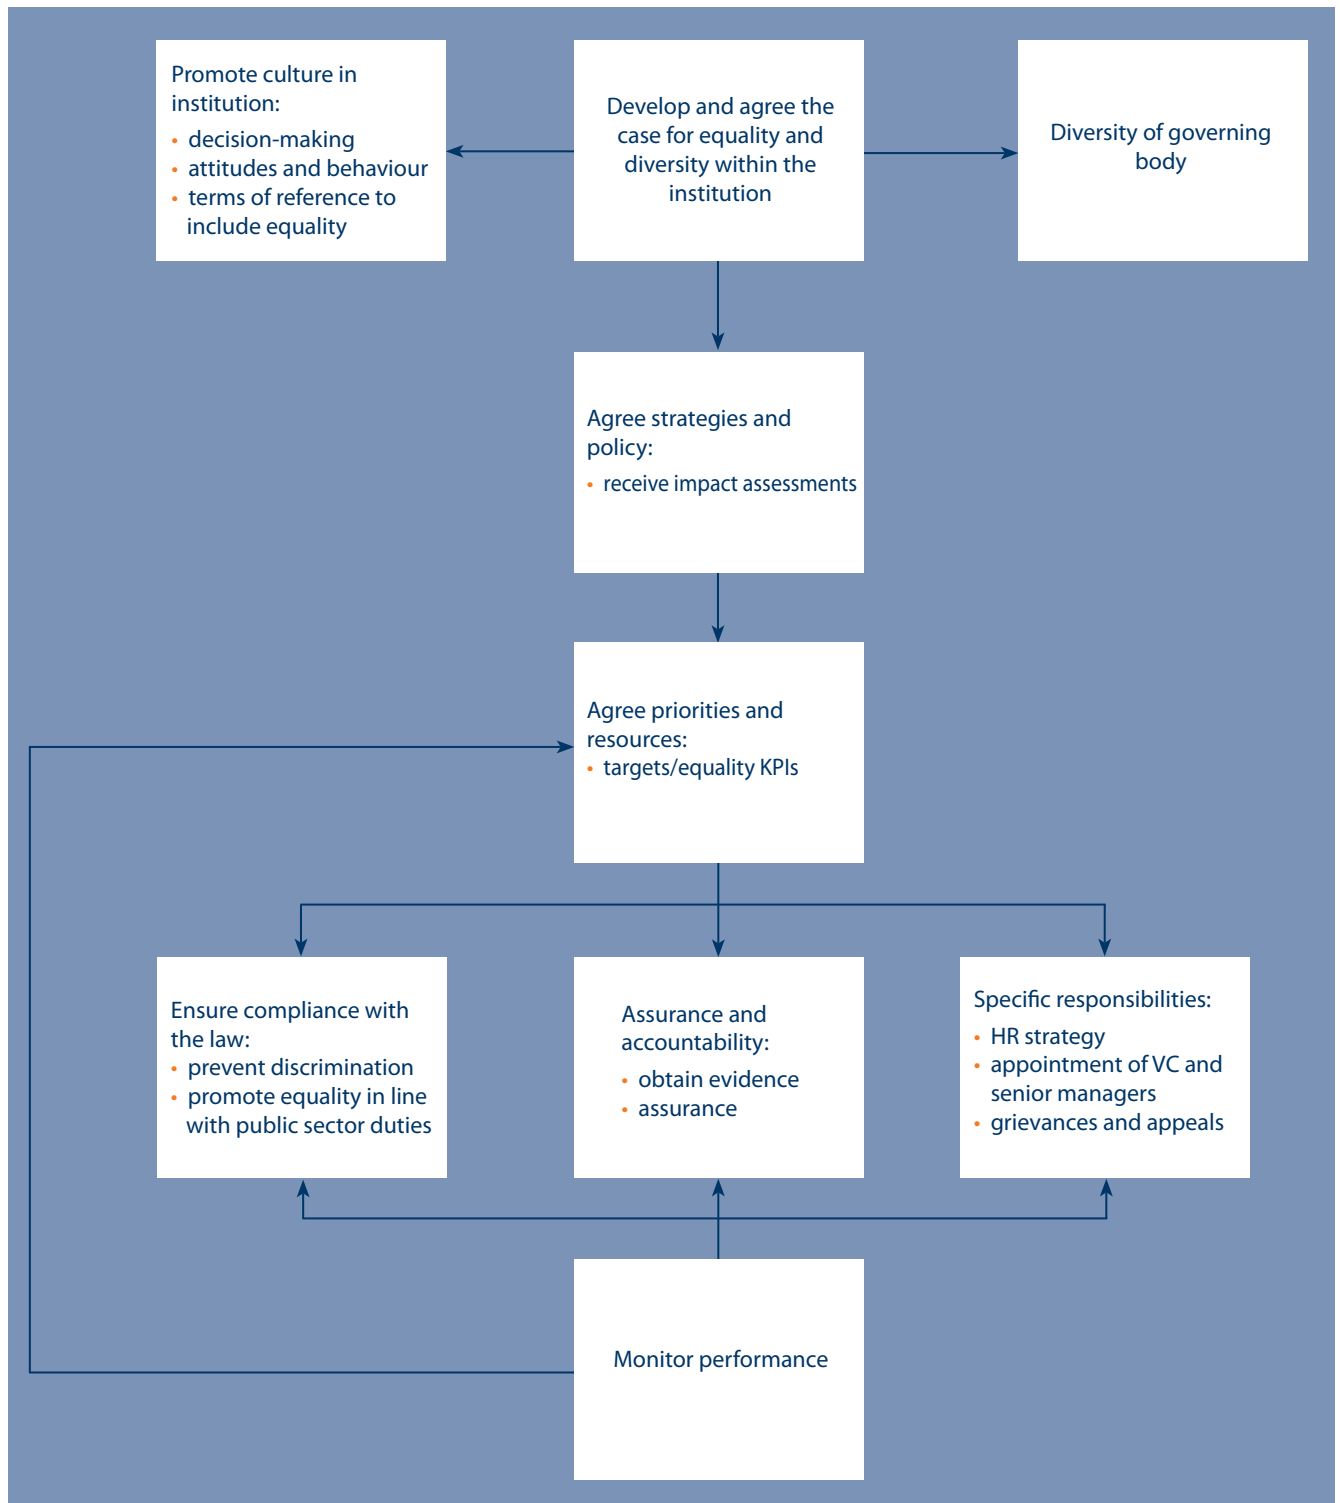 Promote culture in
institution:
• decision-making
• attitudes and behaviour
• terms of reference to
include equality
Develop and agree the
case for equality and
diversity within the
institution
Diversity of governing
body
Agree strategies and
policy:
• receive impact assessments
Agree priorities and
resources:
• targets/equality KPIs
Ensure compliance with
the law:
• prevent discrimination
• promote equality in line
with public sector duties
Assurance and
accountability:
• obtain evidence
• assurance
Specific responsibilities:
• HR strategy
• appointment of VC and
senior managers
• grievances and appeals
Monitor performance